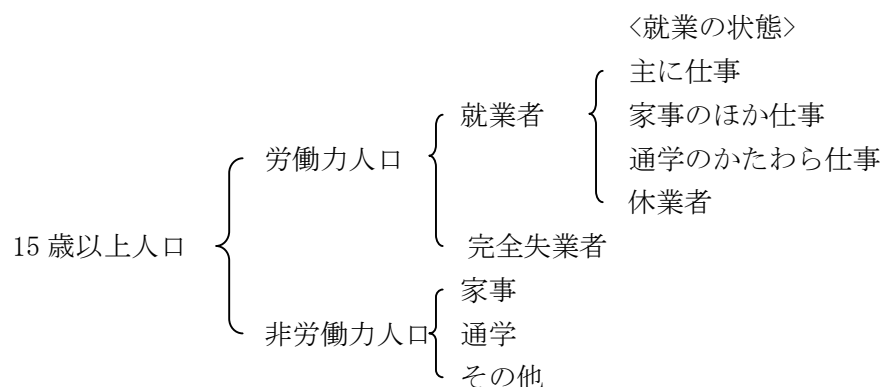 <就業の状態>
主に仕事
就業者
家事のほか仕事
労働力人口
通学のかたわら仕事
休業者
15 歳以上人口
完全失業者
家事
非労働力人口
通学
その他